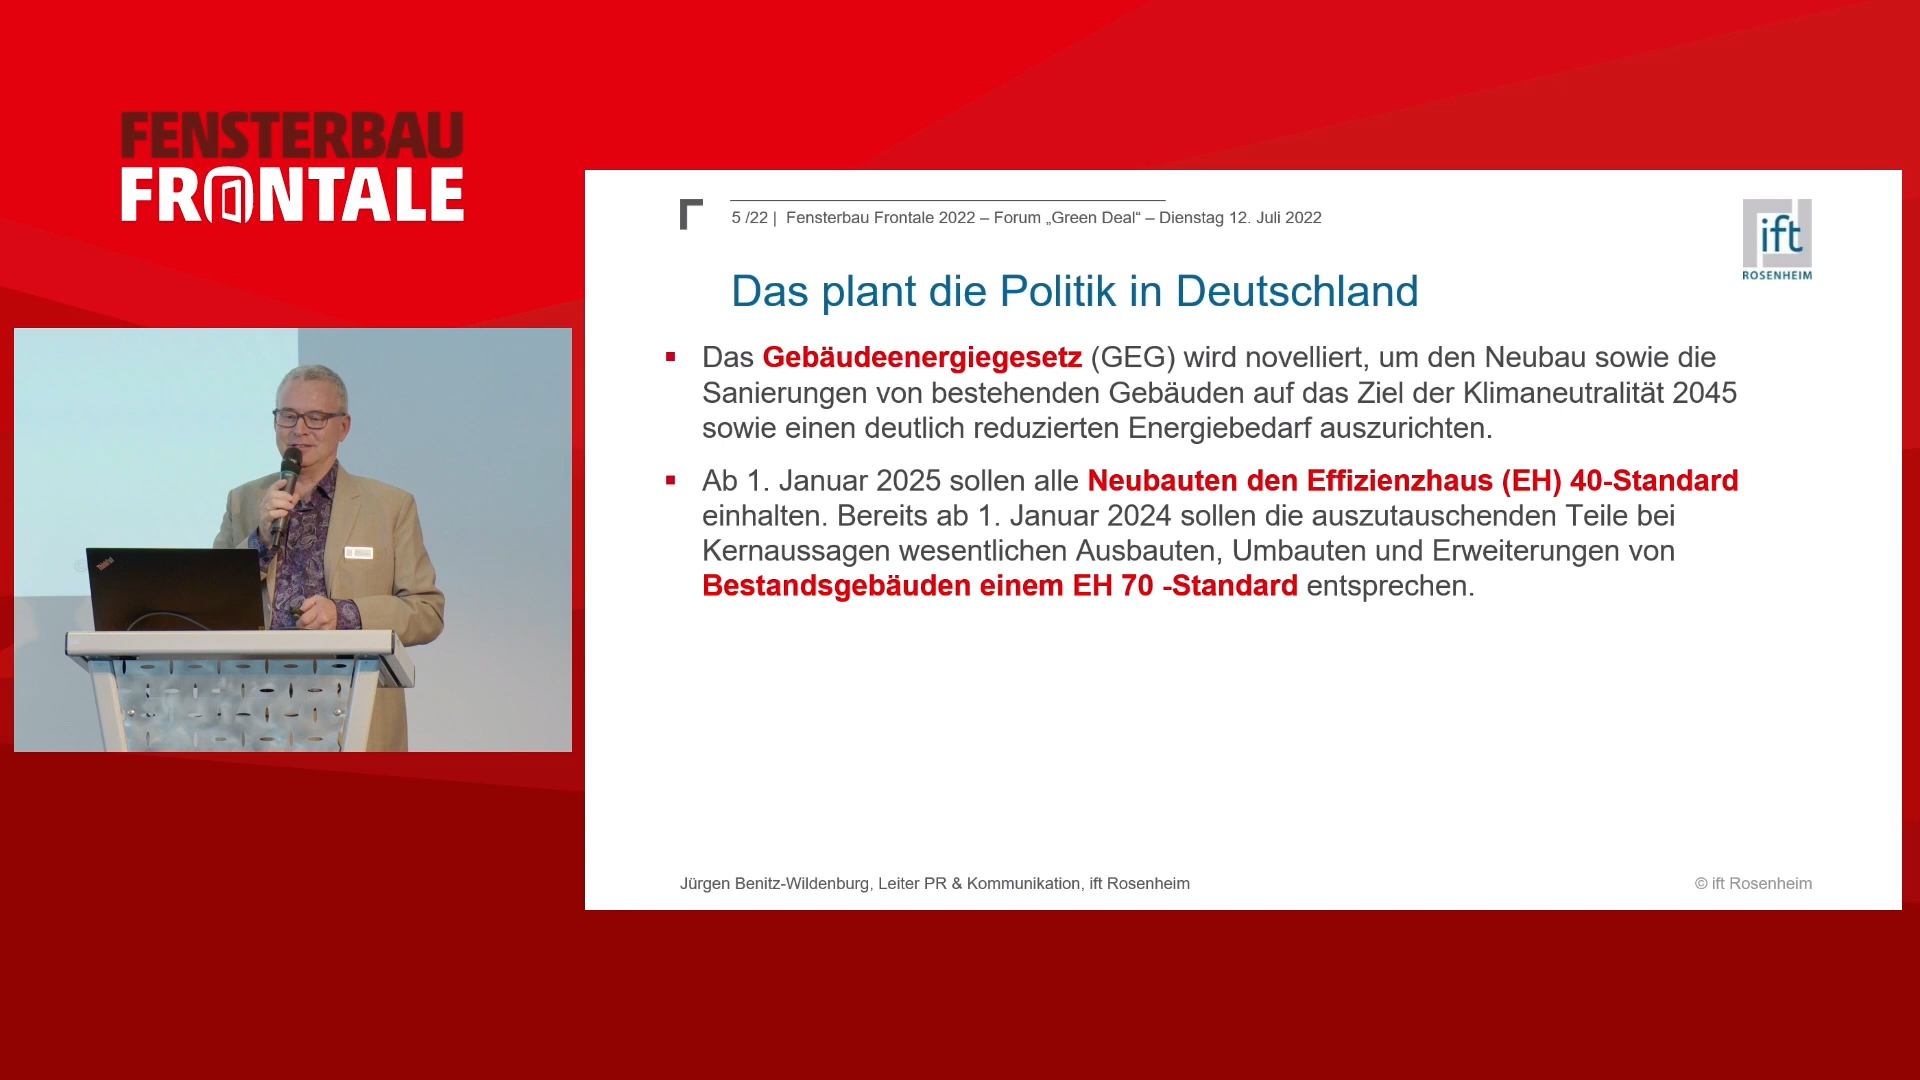 FENSTERBAU
FRONTALE
5 /22 | Fensterbau Frontale 2022 – Forum „Green Deal“ – Dienstag 12. Juli 2022
ift
ROSENHEIM
Das plant die Politik in Deutschland
Das Gebäudeenergiegesetz (GEG) wird novelliert, um den Neubau sowie die
Sanierungen von bestehenden Gebäuden auf das Ziel der Klimaneutralität 2045
sowie einen deutlich reduzierten Energiebedarf auszurichten.
Ab 1. Januar 2025 sollen alle Neubauten den Effizienzhaus (EH) 40-Standard
einhalten. Bereits ab 1. Januar 2024 sollen die auszutauschenden Teile bei
Kernaussagen wesentlichen Ausbauten, Umbauten und Erweiterungen von
Bestandsgebäuden einem EH 70 -Standard entsprechen.
Jürgen Benitz-Wildenburg, Leiter PR & Kommunikation, ift Rosenheim
© ift Rosenheim
ThinkPad